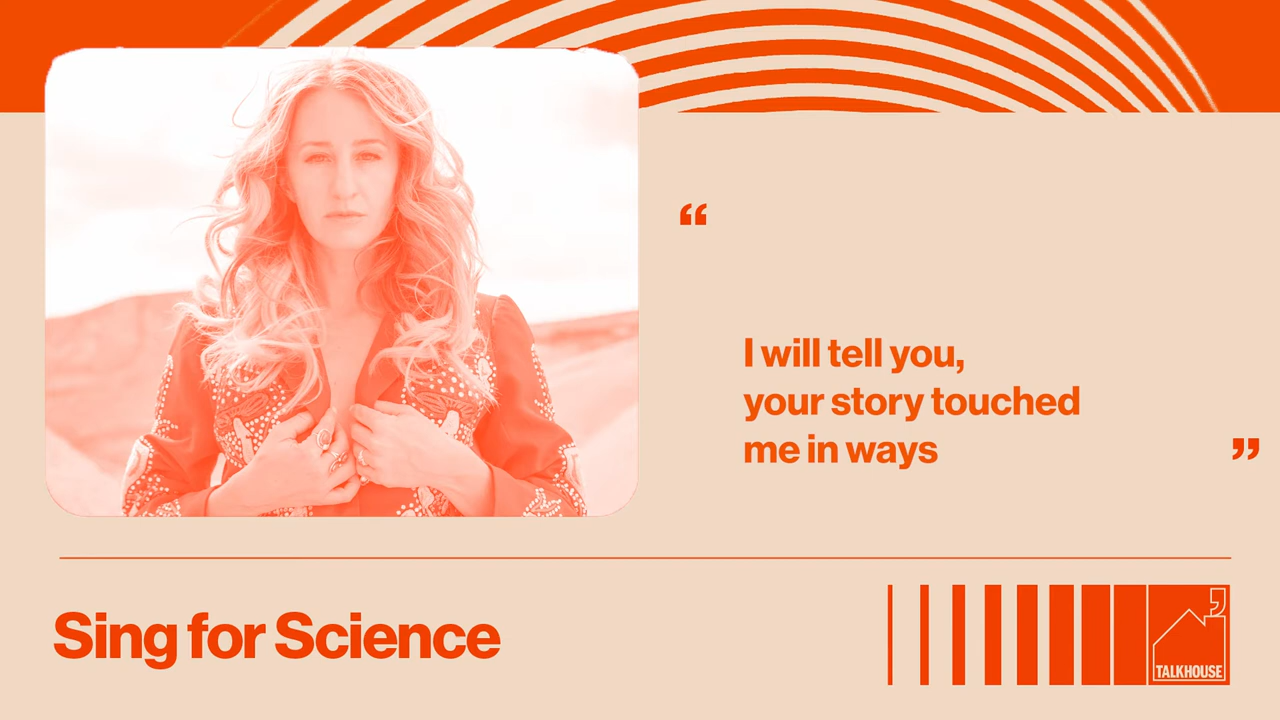 “
I will tell you,
your story touched
me in ways
”
Sing for Science
TALKHOUSE